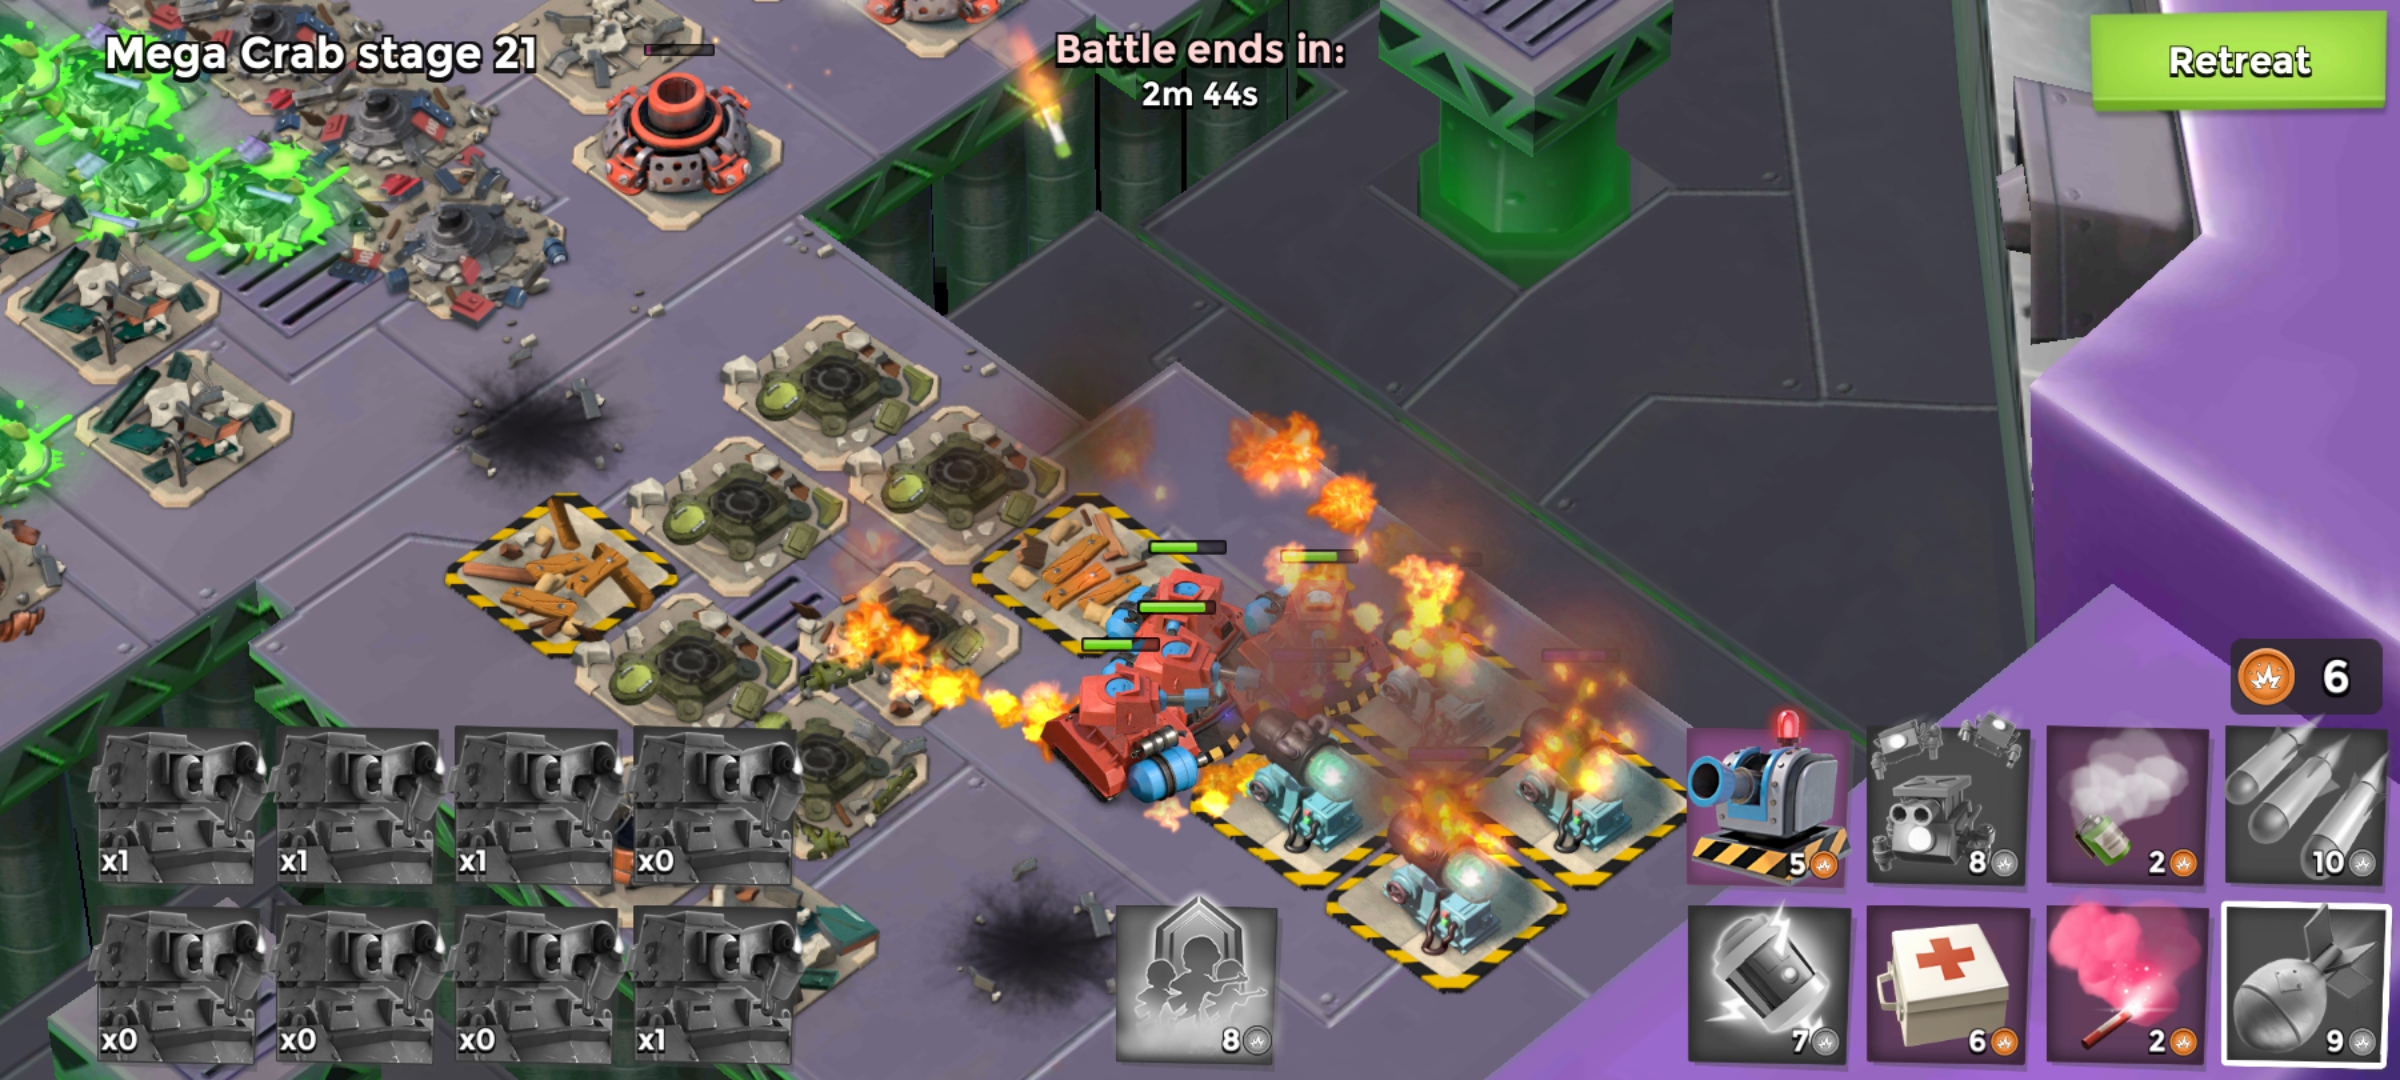 Mega Crab stage 21
Battle ends in:
2m 44s
Retreat
6
x1
x1
x1
x0
5
8
2
10
x0
x0
x0
x1
8
7
6
2
9